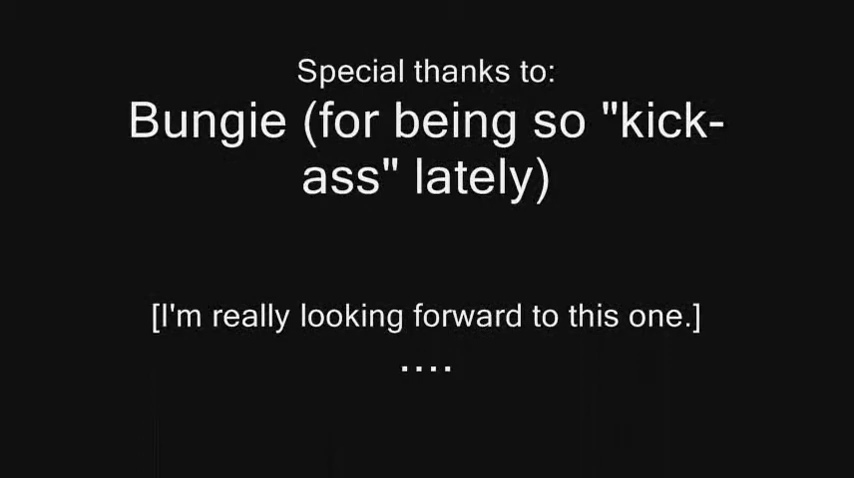 Special thanks to:
Bungie (for being so "kick-
ass" lately)
[I'm really looking forward to this one.]
....